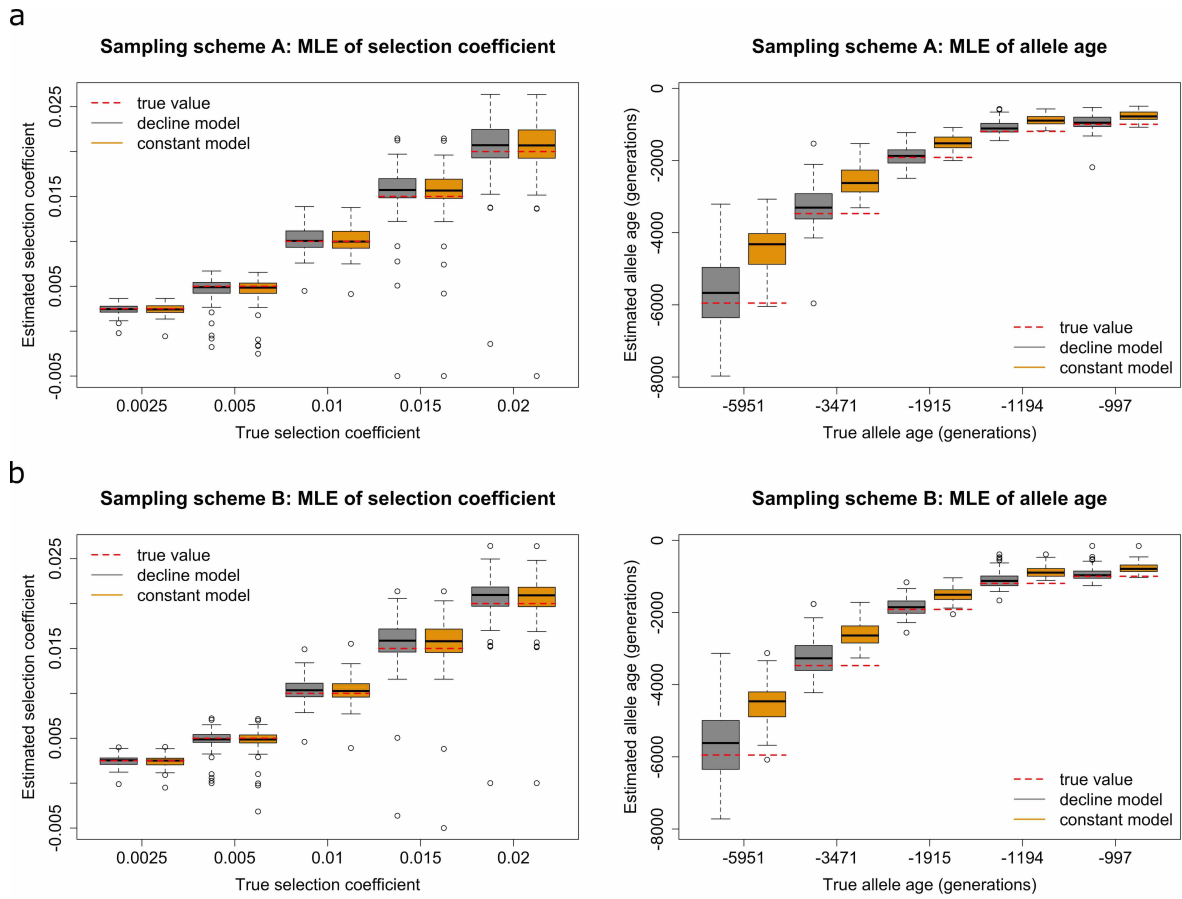 a
Sampling scheme A: MLE of selection coefficient
Estimated selection coefficient
0.025
0.015
0.005
-0.005
true value
decline model
constant model
0.0025 0.005 0.01 0.015 0.02
True selection coefficient
Sampling scheme A: MLE of allele age
Estimated allele age (generations)
0
-2000
-4000
-6000
-8000
true value
decline model
constant model
-5951 -3471 -1915 -1194 -997
True allele age (generations)
b
Sampling scheme B: MLE of selection coefficient
Estimated selection coefficient
0.025
0.015
0.005
-0.005
true value
decline model
constant model
0.0025 0.005 0.01 0.015 0.02
True selection coefficient
Sampling scheme B: MLE of allele age
Estimated allele age (generations)
0
-2000
-4000
-6000
-8000
true value
decline model
constant model
-5951 -3471 -1915 -1194 -997
True allele age (generations)